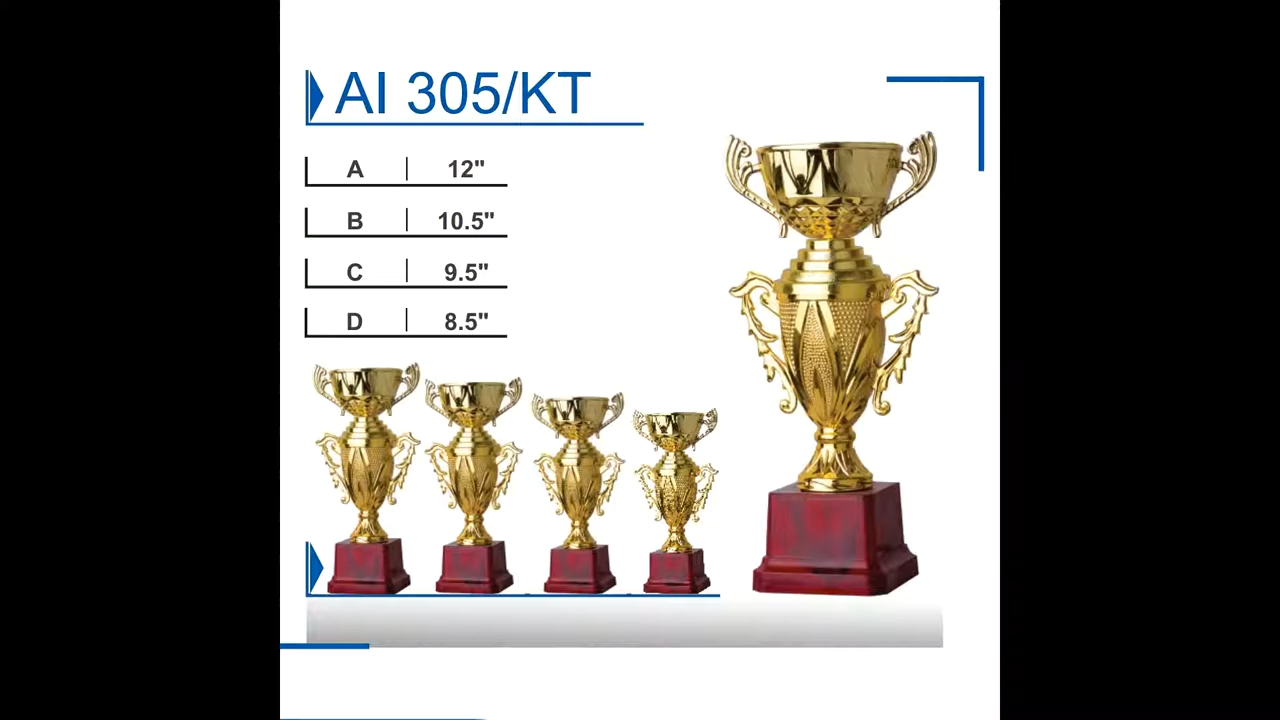 AI 305/KT
A | 12"
B | 10.5"
C | 9.5"
D | 8.5"